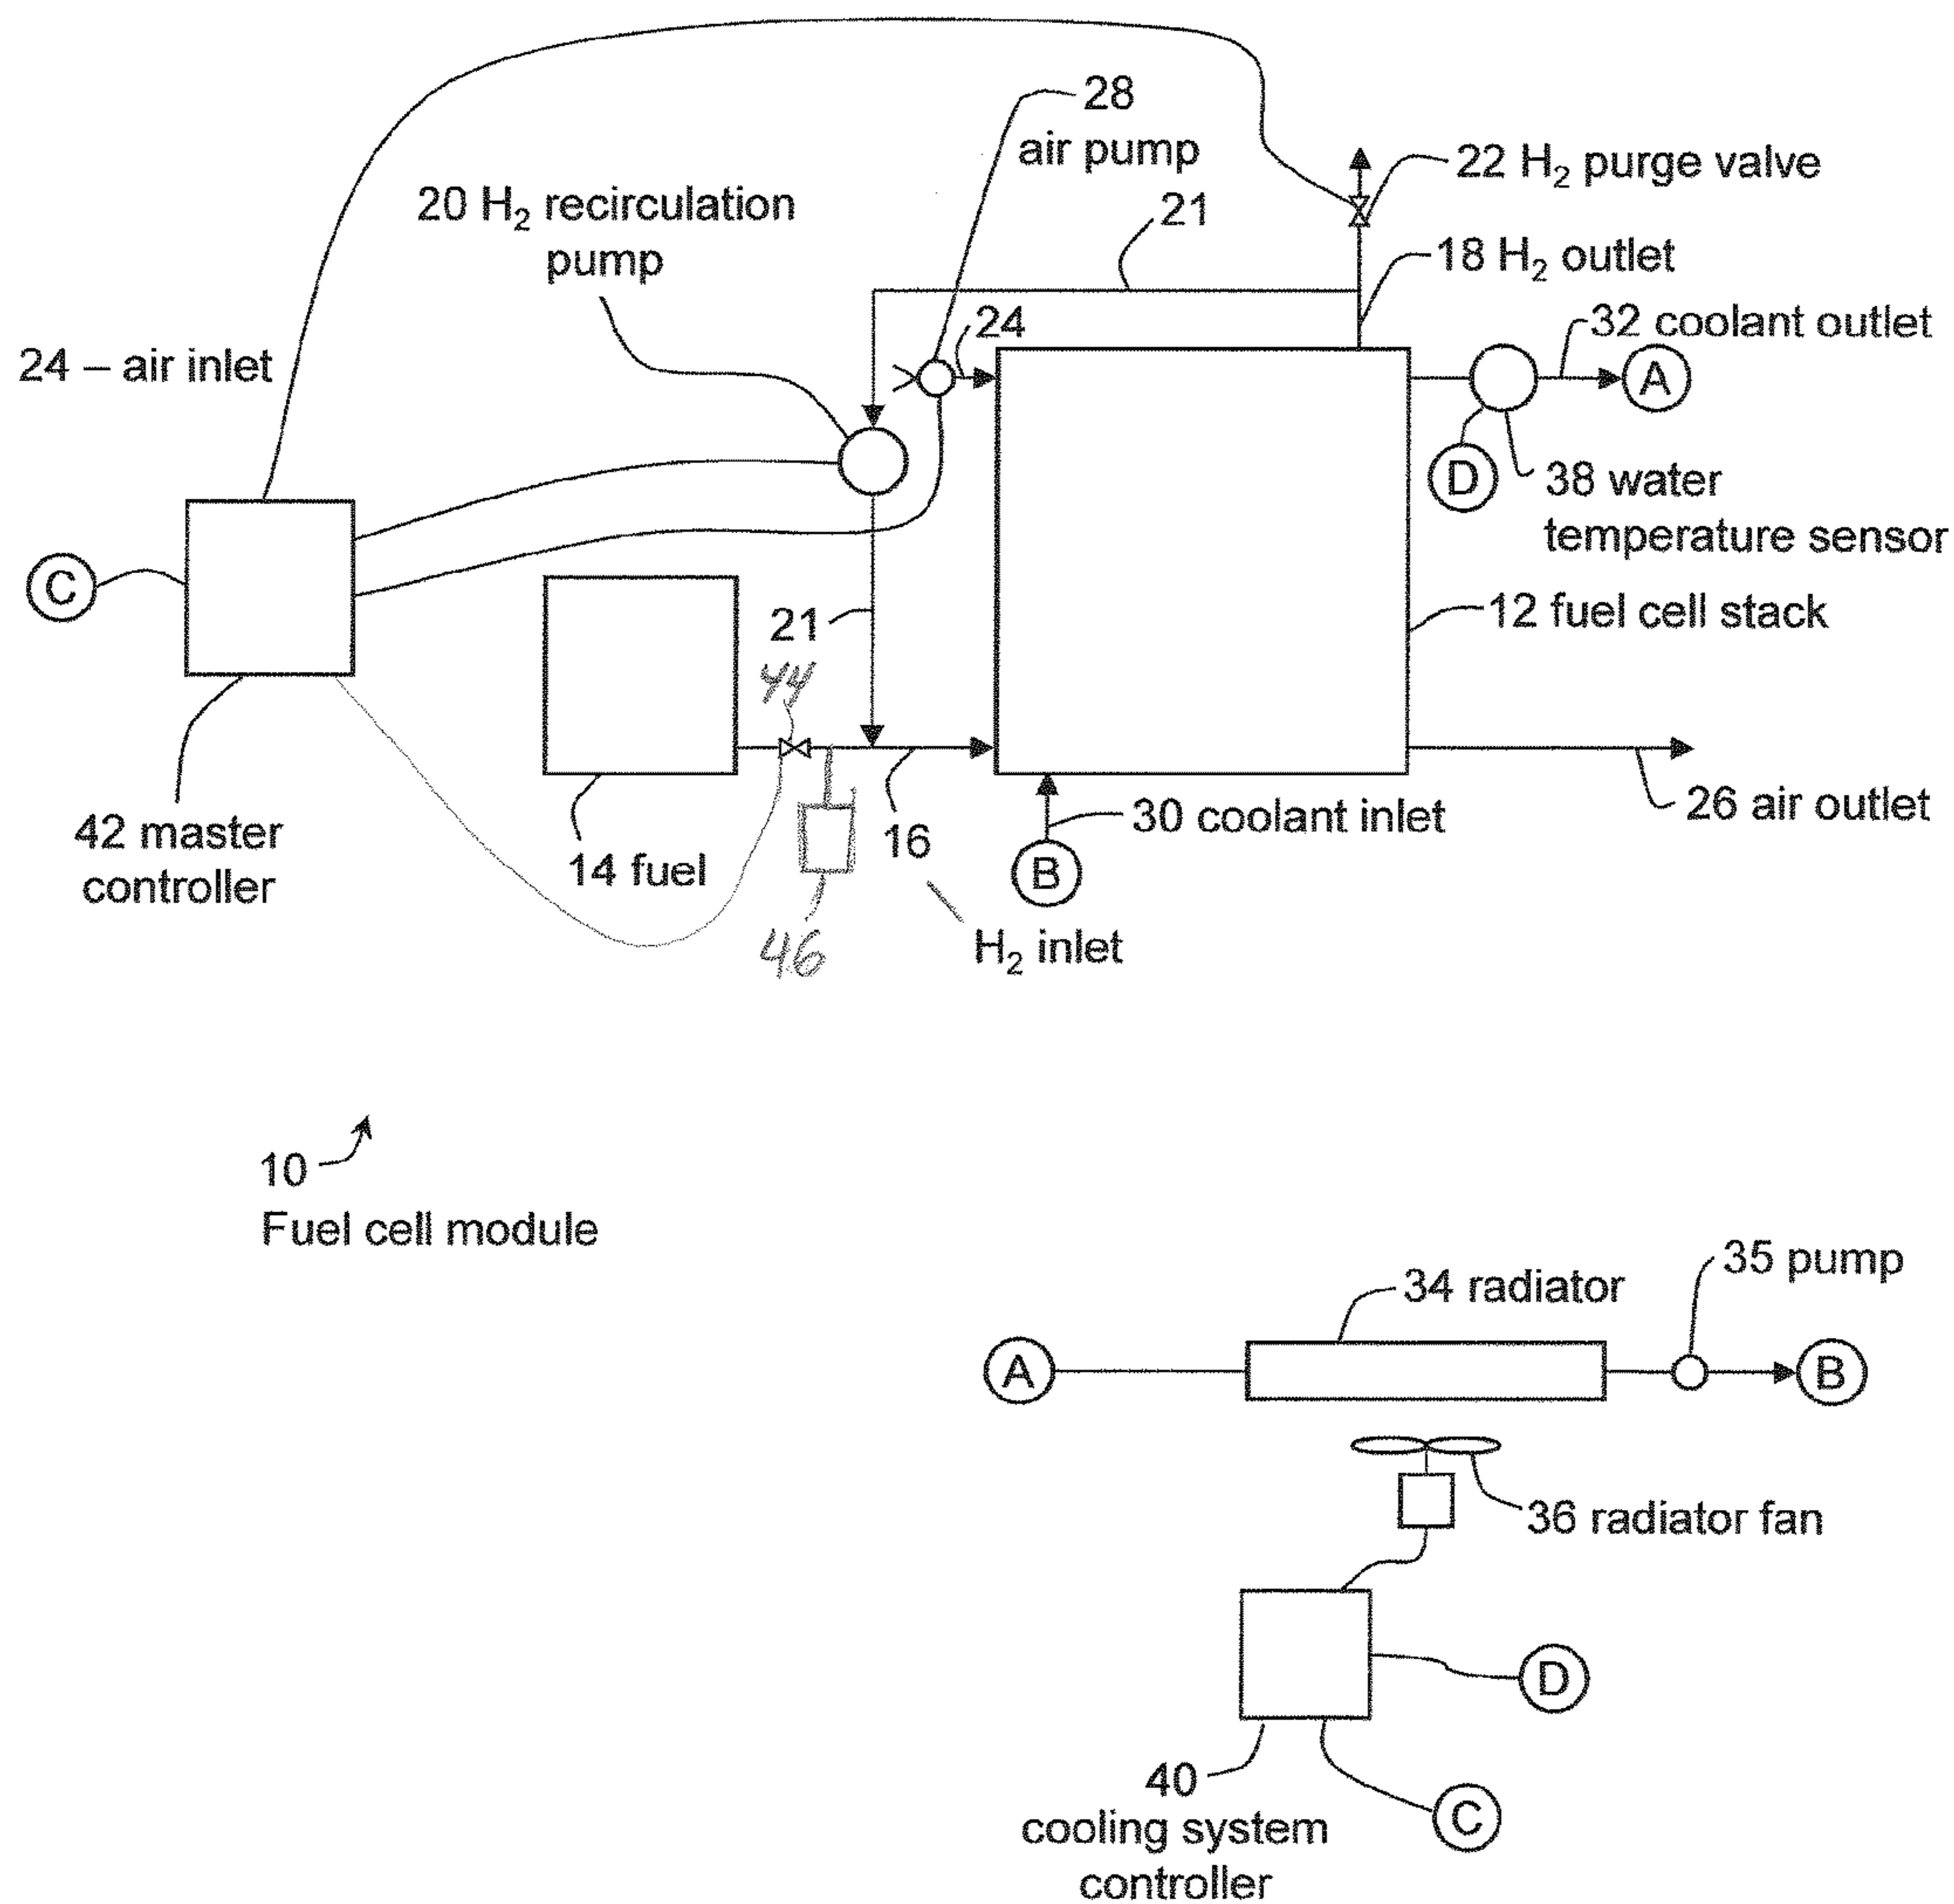 28
air pump
22 H₂ purge valve
20 H₂ recirculation
pump
21
18 H₂ outlet
24
32 coolant outlet
24 – air inlet
A
D
38 water
temperature sensor
C
21
12 fuel cell stack
44
42 master
controller
14 fuel
16
30 coolant inlet
26 air outlet
B
46
H₂ inlet
10
Fuel cell module
35 pump
34 radiator
A
B
36 radiator fan
D
40
cooling system
controller
C